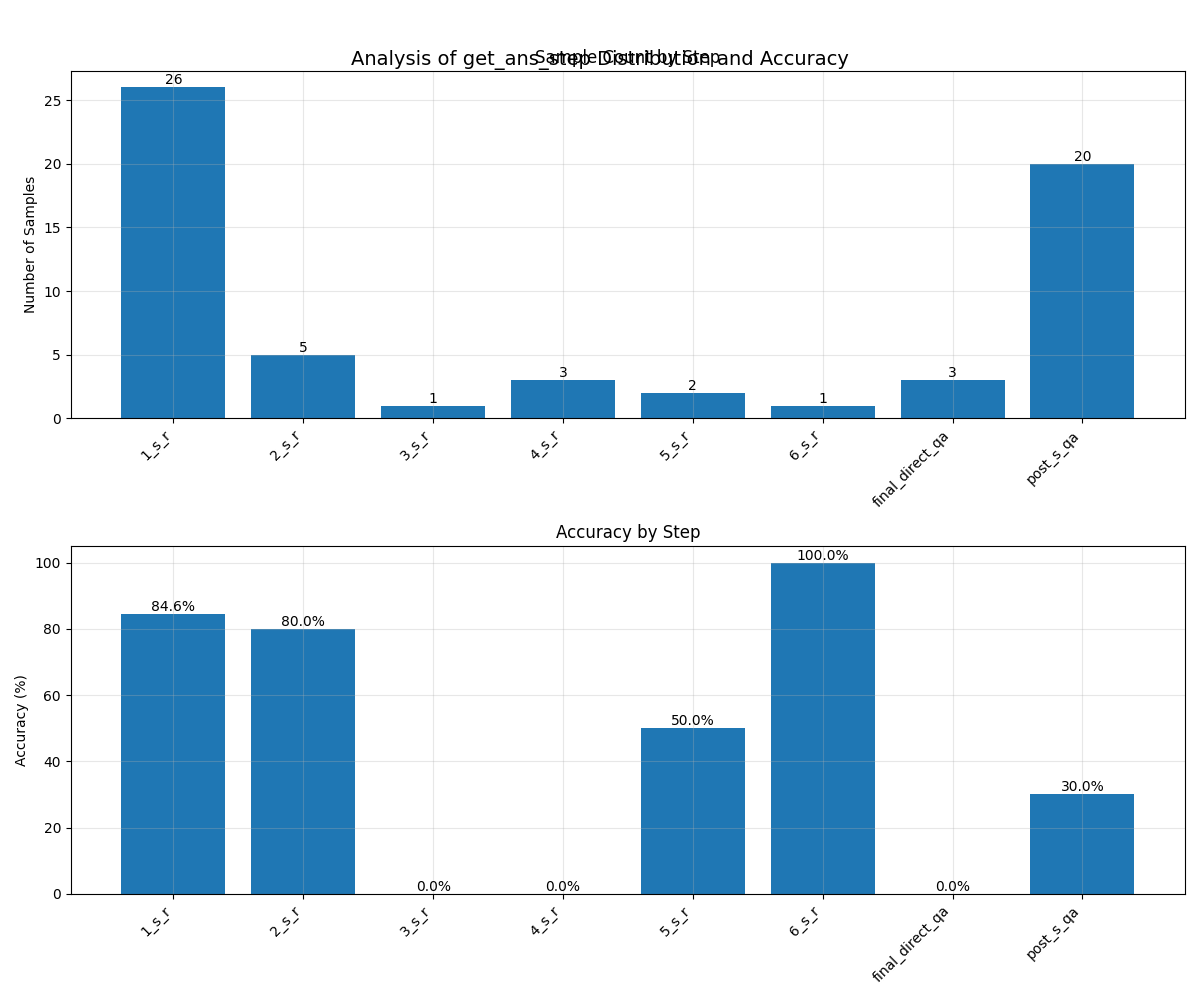 Analysis of get_ans_step Distribution and Accuracy
Sample Count by Step
26
5
1
3
2
1
3
20
Number of Samples
25
20
15
10
5
0
1_s_r
2_s_r
3_s_r
4_s_r
5_s_r
6_s_r
final_direct_qa
post_s_qa
Accuracy by Step
84.6%
80.0%
0.0%
0.0%
50.0%
100.0%
0.0%
30.0%
Accuracy (%)
100
80
60
40
20
0
1_s_r
2_s_r
3_s_r
4_s_r
5_s_r
6_s_r
final_direct_qa
post_s_qa